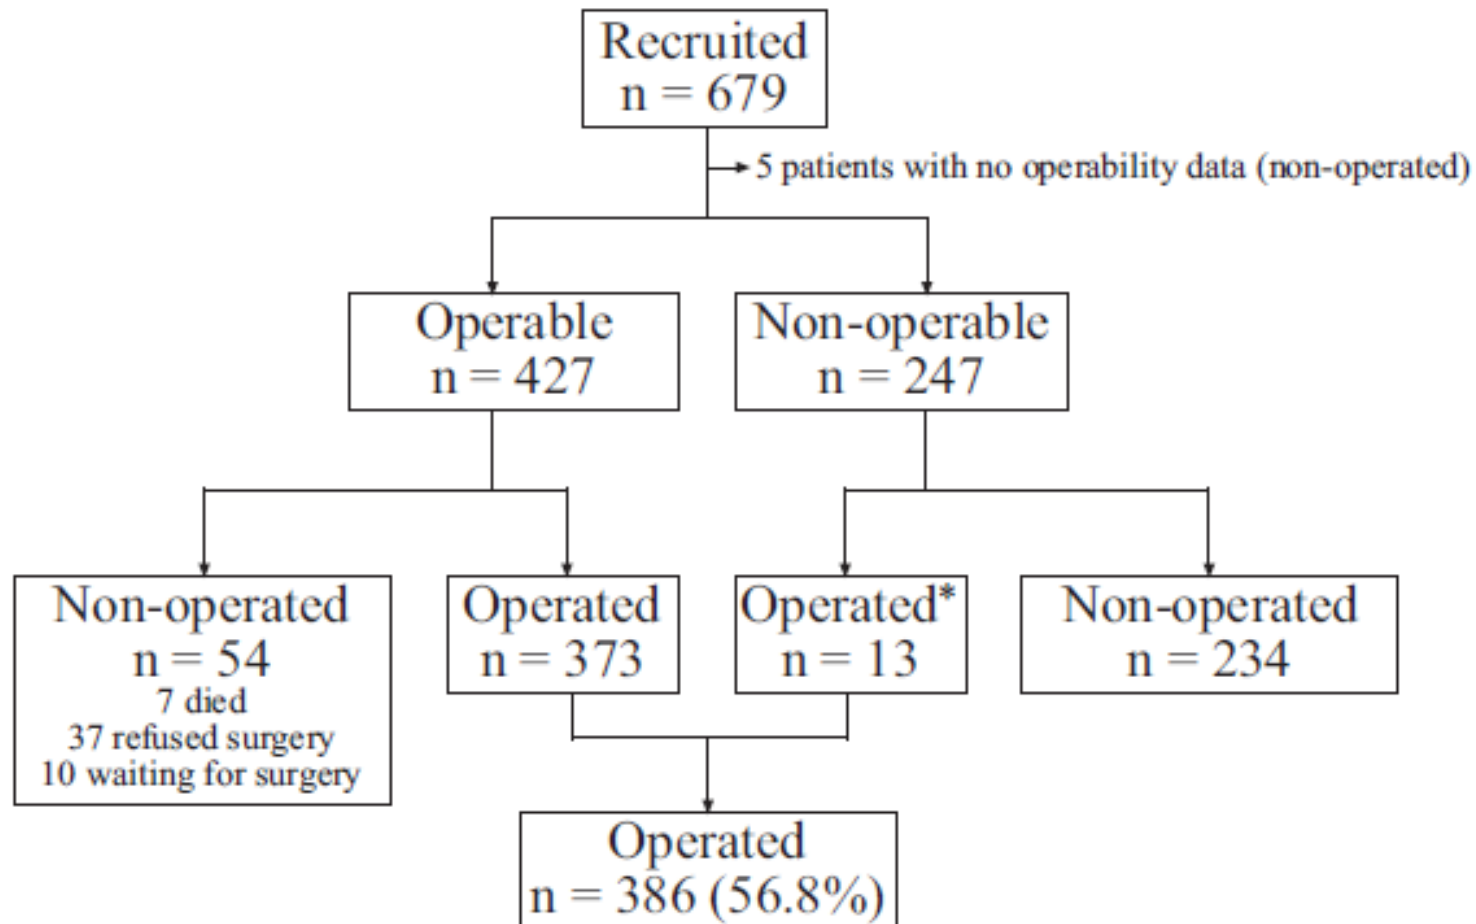 Recruited
n = 679
5 patients with no operability data (non-operated)
Operable
n = 427
Non-operable
n = 247
Non-operated
n = 54
7 died
37 refused surgery
10 waiting for surgery
Operated
n = 373
Operated*
n = 13
Non-operated
n = 234
Operated
n = 386 (56.8%)